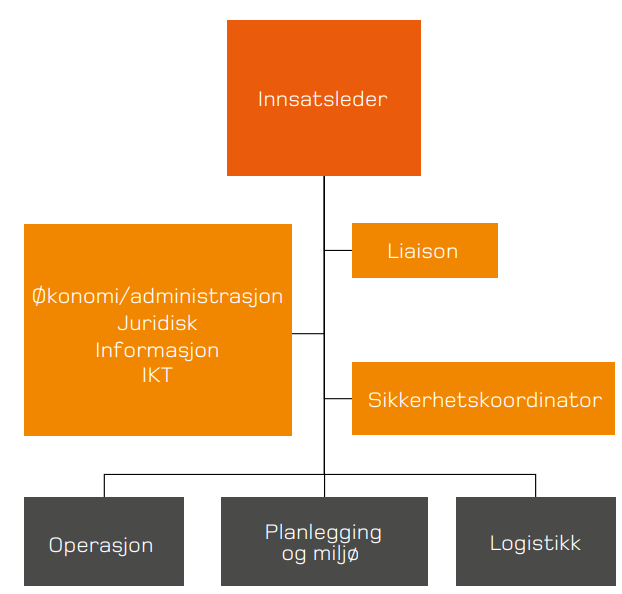 Innsatsleder
Liaison
Økonomi/administrasjon
Juridisk
Informasjon
IKT
Sikkerhetskoordinator
Operasjon
Planlegging
og miljø
Logistikk